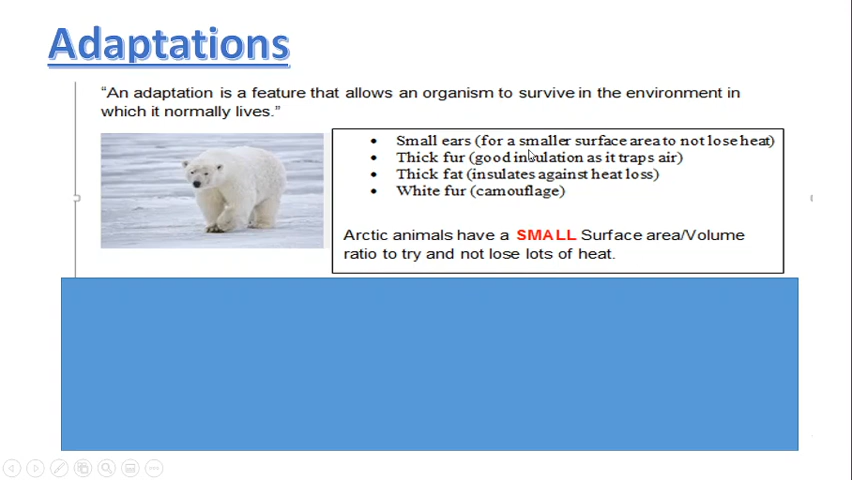 Adaptations
“An adaptation is a feature that allows an organism to survive in the environment in
which it normally lives.”
• Small ears (for a smaller surface area to not lose heat)
• Thick fur (good insulation as it traps air)
• Thick fat (insulates against heat loss)
• White fur (camouflage)
Arctic animals have a SMALL Surface area/Volume
ratio to try and not lose lots of heat.